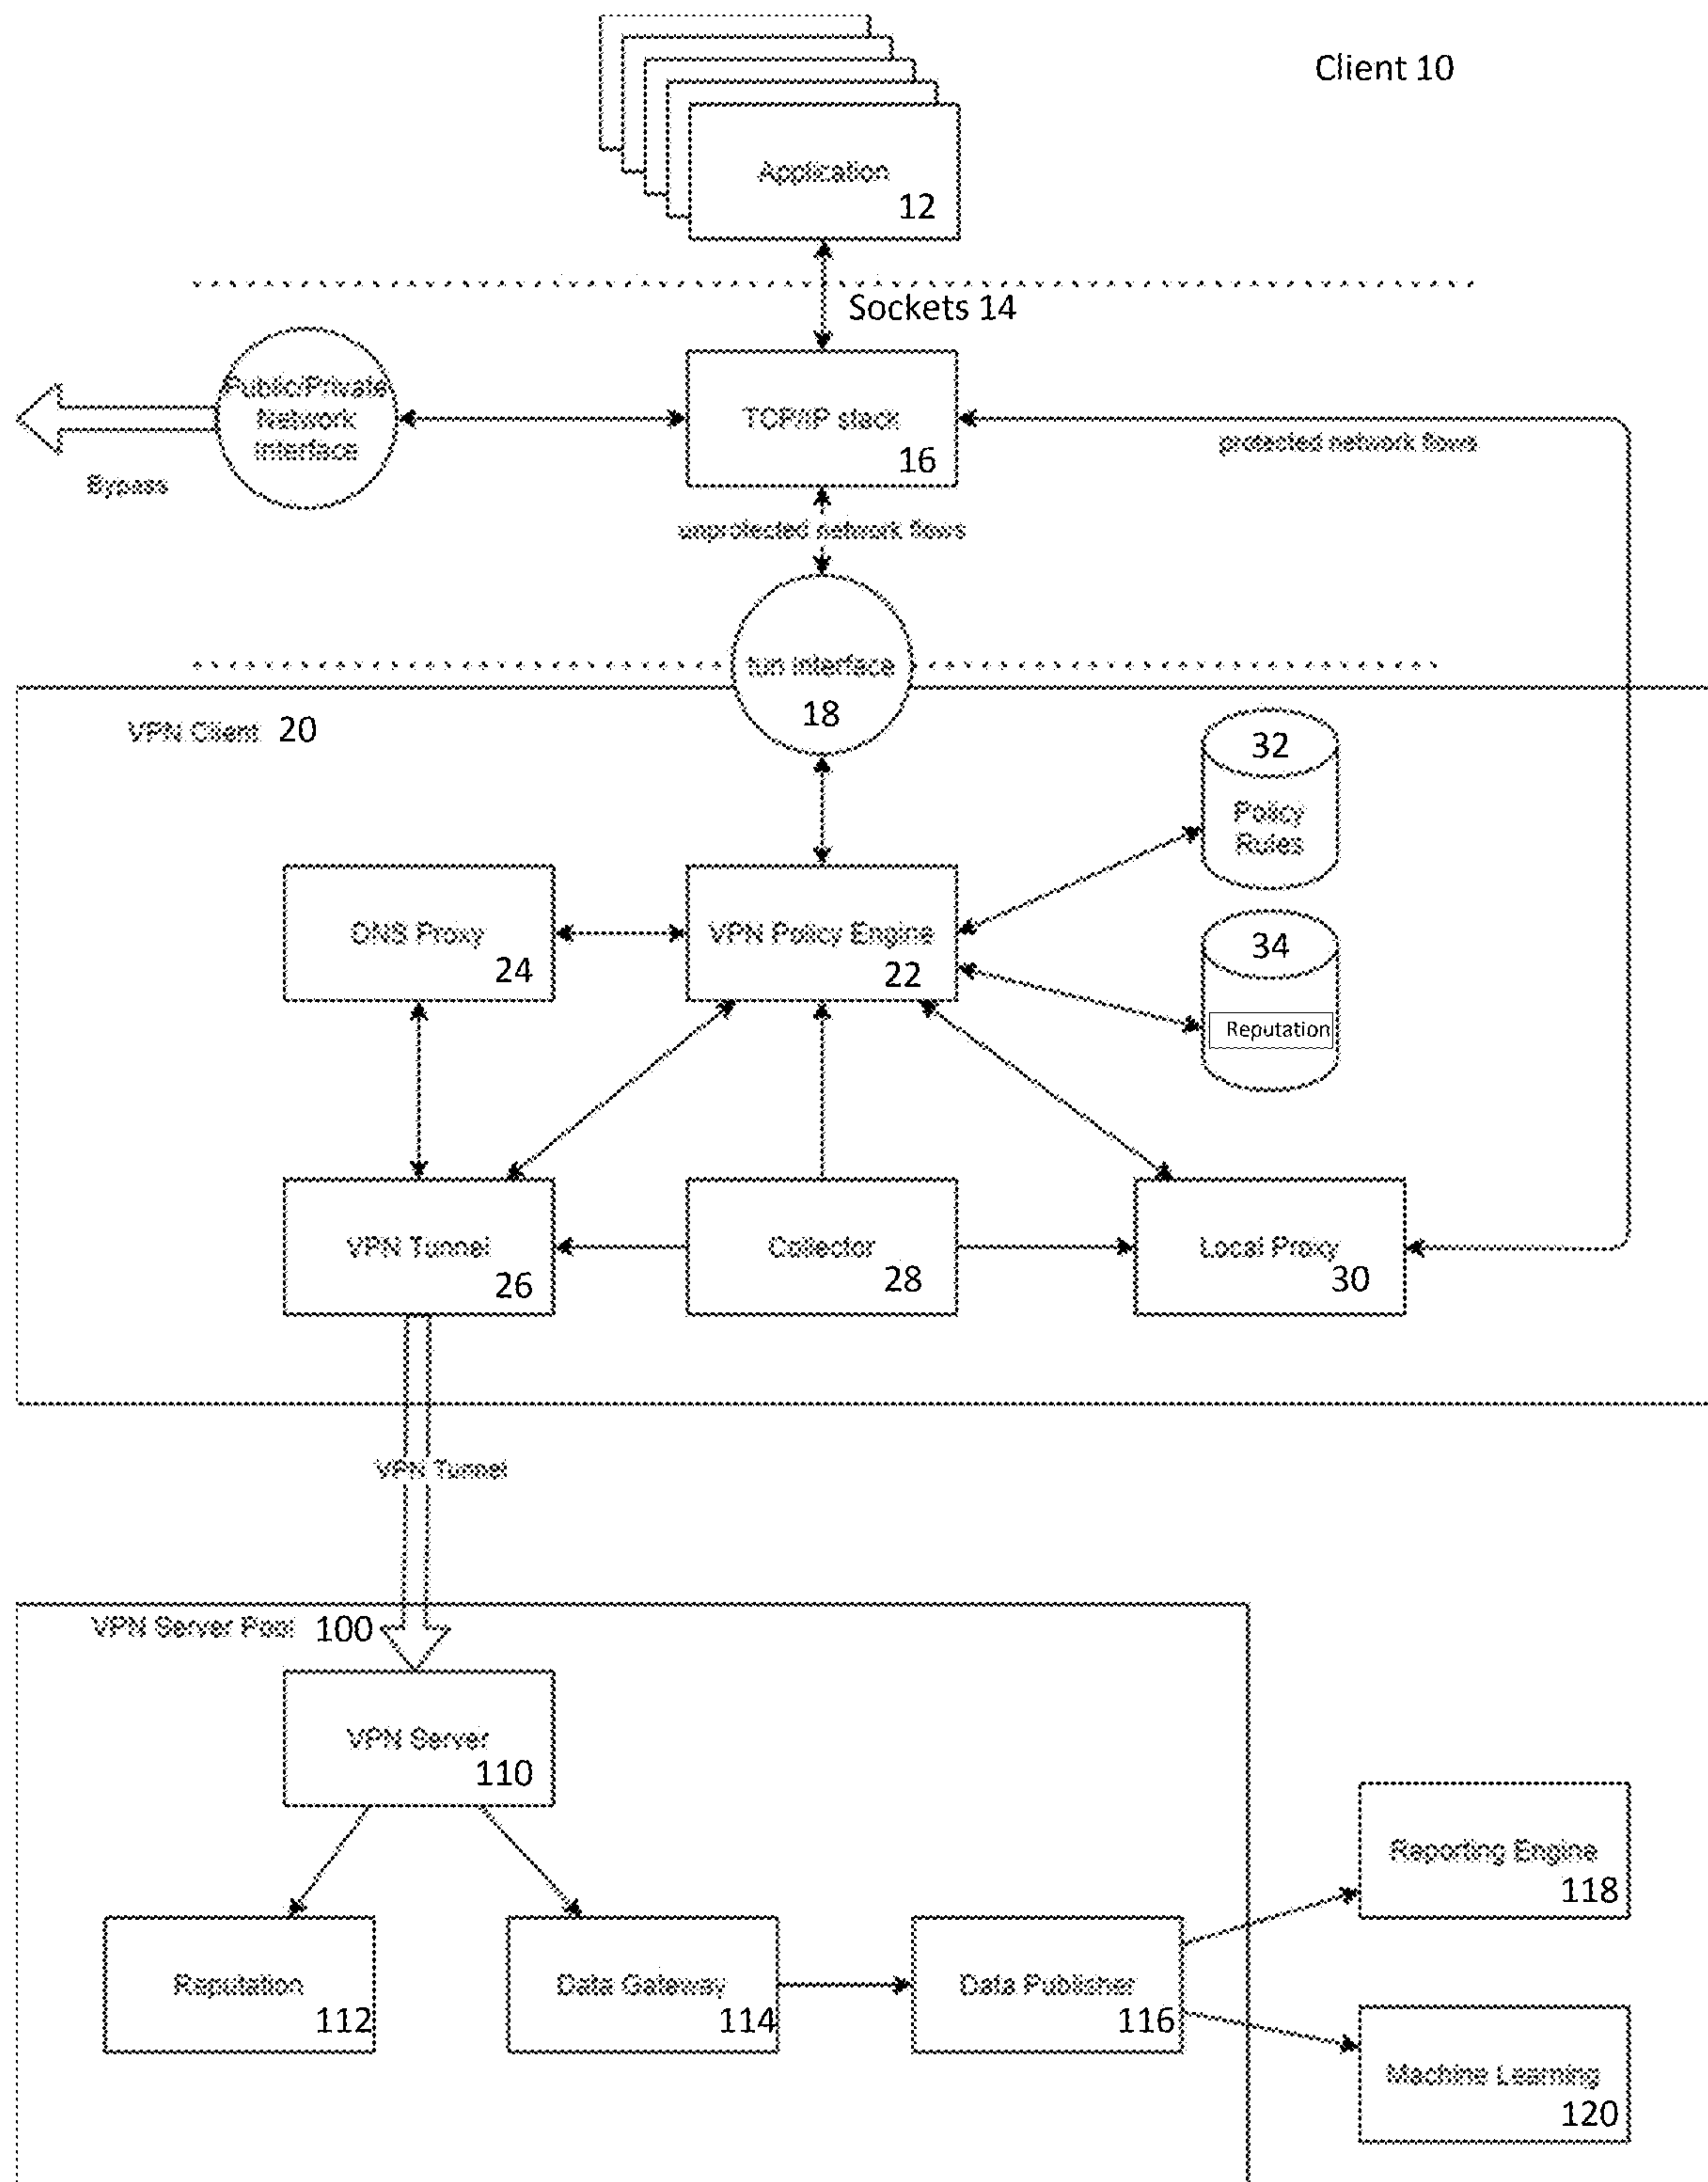 Client 10
Application
12
Sockets 14
Public/Private
Network
interface
TCP/IP stack
16
protected network flows
Bypass
unprotected network flows
tun interface
18
VPN Client 20
32
Policy
Rules
DNS Proxy
24
VPN Policy Engine
22
34
Reputation
VPN Tunnel
26
Collector
28
Local Proxy
30
VPN Tunnel
VPN Server Pool 100
VPN Server
110
Reporting Engine
118
Reputation
112
Data Gateway
114
Data Publisher
116
Machine Learning
120